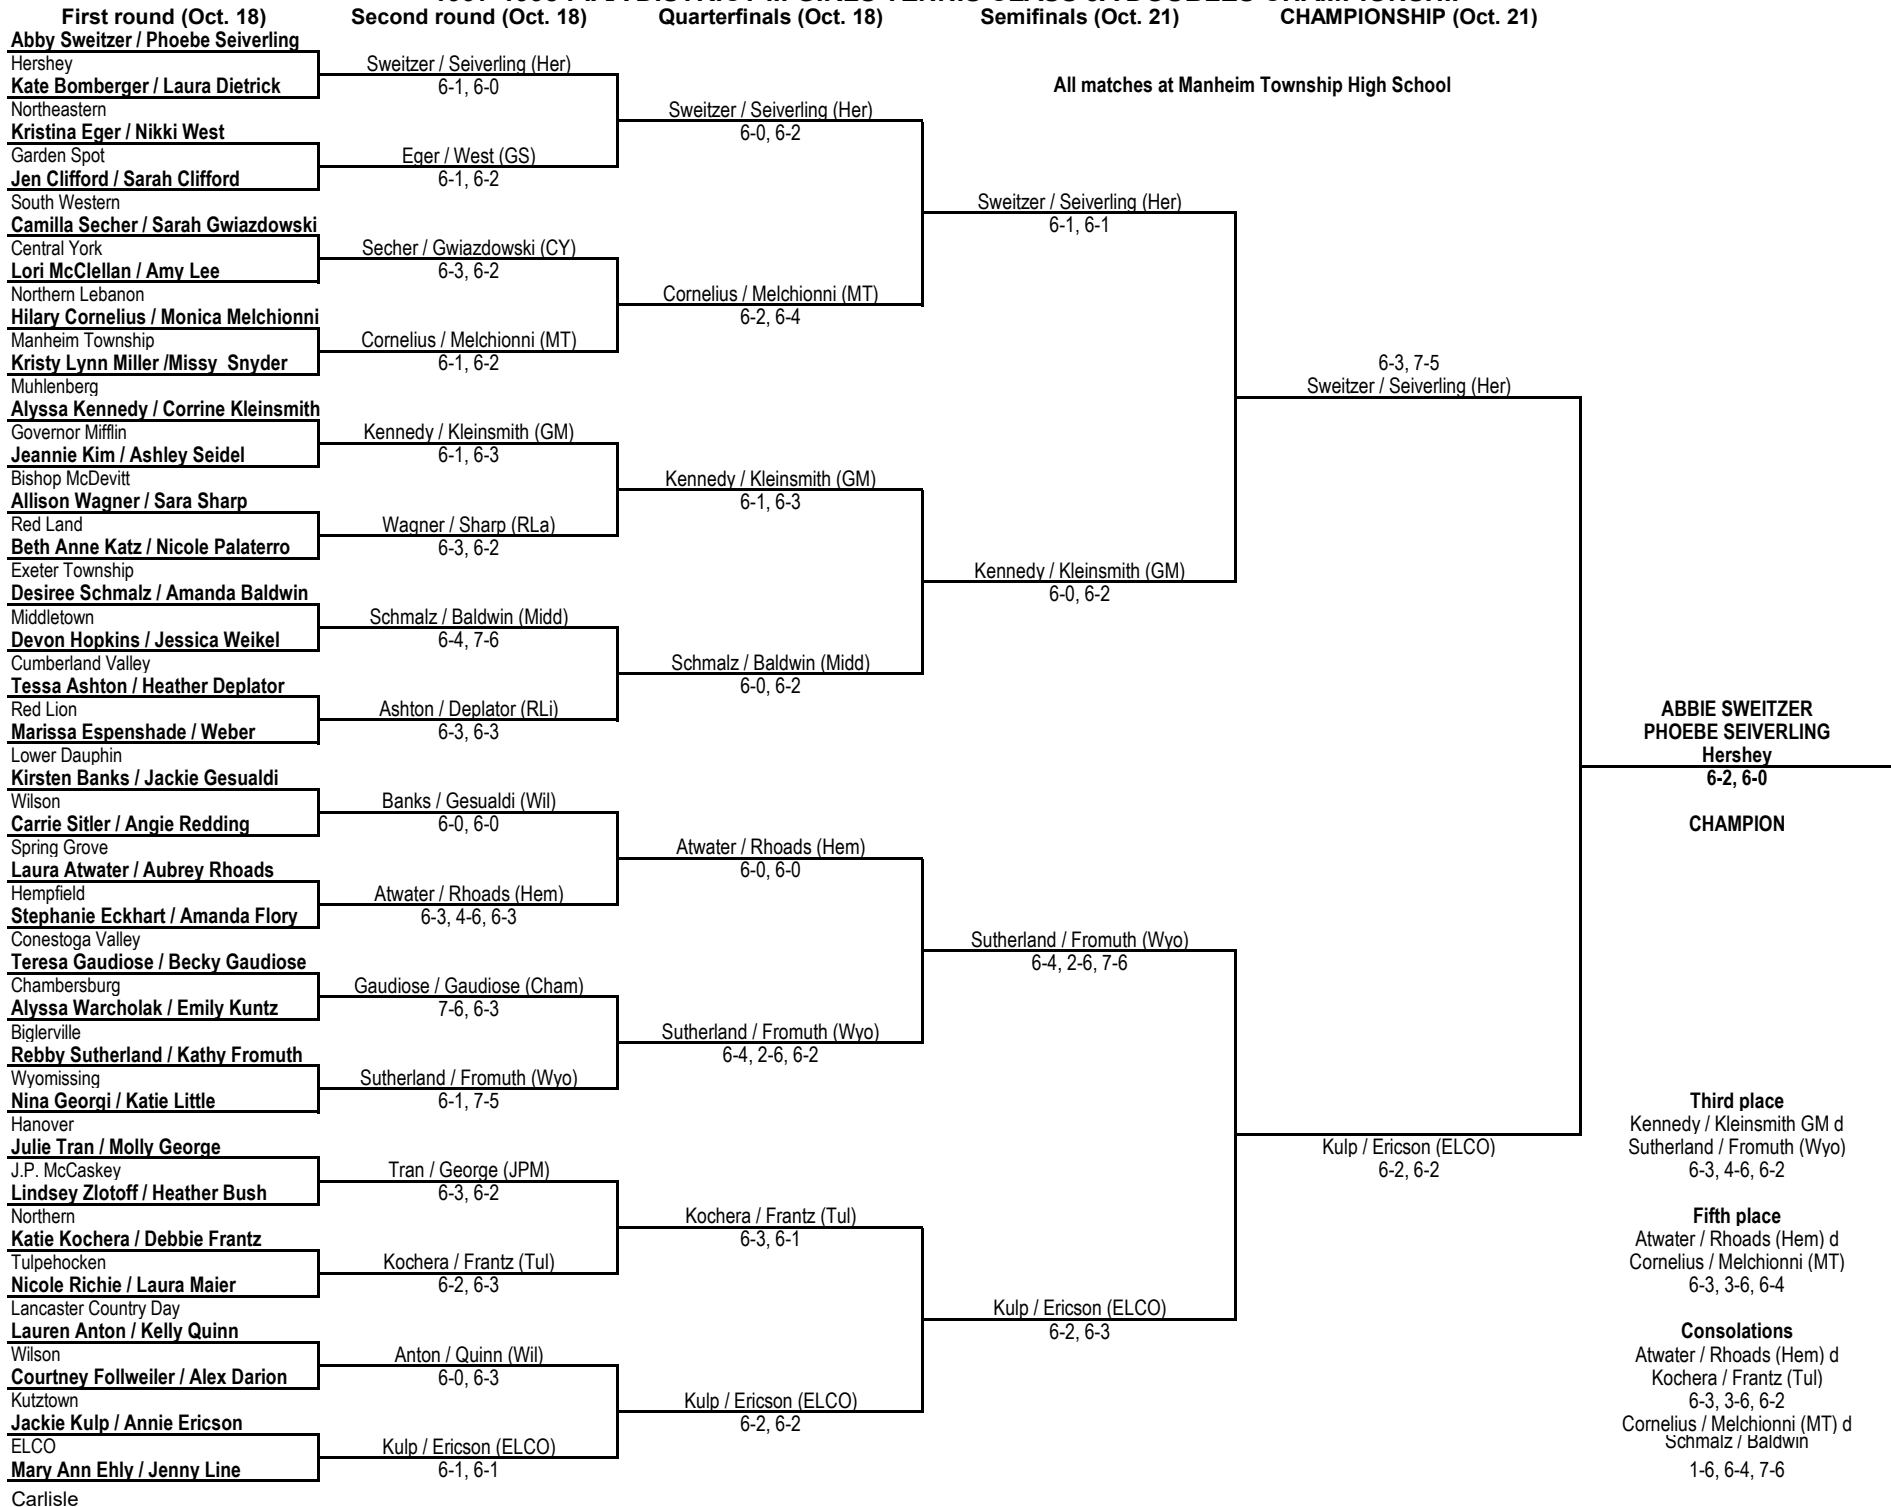 First round (Oct. 18)
Second round (Oct. 18)
Quarterfinals (Oct. 18)
Semifinals (Oct. 21)
CHAMPIONSHIP (Oct. 21)
All matches at Manheim Township High School
Abby Sweitzer / Phoebe Seiverling
Hershey
Kate Bomberger / Laura Dietrick
Northeastern
Kristina Eger / Nikki West
Garden Spot
Jen Clifford / Sarah Clifford
South Western
Camilla Secher / Sarah Gwiazdowski
Central York
Lori McClellan / Amy Lee
Northern Lebanon
Hilary Cornelius / Monica Melchionni
Manheim Township
Kristy Lynn Miller /Missy  Snyder
Muhlenberg
Alyssa Kennedy / Corrine Kleinsmith
Governor Mifflin
Jeannie Kim / Ashley Seidel
Bishop McDevitt
Allison Wagner / Sara Sharp
Red Land
Beth Anne Katz / Nicole Palaterro
Exeter Township
Desiree Schmalz / Amanda Baldwin
Middletown
Devon Hopkins / Jessica Weikel
Cumberland Valley
Tessa Ashton / Heather Deplator
Red Lion
Marissa Espenshade / Weber
Lower Dauphin
Kirsten Banks / Jackie Gesualdi
Wilson
Carrie Sitler / Angie Redding
Spring Grove
Laura Atwater / Aubrey Rhoads
Hempfield
Stephanie Eckhart / Amanda Flory
Conestoga Valley
Teresa Gaudiose / Becky Gaudiose
Chambersburg
Alyssa Warcholak / Emily Kuntz
Biglerville
Rebby Sutherland / Kathy Fromuth
Wyomissing
Nina Georgi / Katie Little
Hanover
Julie Tran / Molly George
J.P. McCaskey
Lindsey Zlotoff / Heather Bush
Northern
Katie Kochera / Debbie Frantz
Tulpehocken
Nicole Richie / Laura Maier
Lancaster Country Day
Lauren Anton / Kelly Quinn
Wilson
Courtney Follweiler / Alex Darion
Kutztown
Jackie Kulp / Annie Ericson
ELCO
Mary Ann Ehly / Jenny Line
Carlisle
Sweitzer / Seiverling (Her)
6-1, 6-0
Eger / West (GS)
6-1, 6-2
Secher / Gwiazdowski (CY)
6-3, 6-2
Cornelius / Melchionni (MT)
6-1, 6-2
Kennedy / Kleinsmith (GM)
6-1, 6-3
Wagner / Sharp (RLa)
6-3, 6-2
Schmalz / Baldwin (Midd)
6-4, 7-6
Ashton / Deplator (RLi)
6-3, 6-3
Banks / Gesualdi (Wil)
6-0, 6-0
Atwater / Rhoads (Hem)
6-3, 4-6, 6-3
Gaudiose / Gaudiose (Cham)
7-6, 6-3
Sutherland / Fromuth (Wyo)
6-1, 7-5
Tran / George (JPM)
6-3, 6-2
Kochera / Frantz (Tul)
6-2, 6-3
Anton / Quinn (Wil)
6-0, 6-3
Kulp / Ericson (ELCO)
6-1, 6-1
Sweitzer / Seiverling (Her)
6-0, 6-2
Cornelius / Melchionni (MT)
6-2, 6-4
Kennedy / Kleinsmith (GM)
6-1, 6-3
Schmalz / Baldwin (Midd)
6-0, 6-2
Atwater / Rhoads (Hem)
6-0, 6-0
Sutherland / Fromuth (Wyo)
6-4, 2-6, 6-2
Kochera / Frantz (Tul)
6-3, 6-1
Kulp / Ericson (ELCO)
6-2, 6-2
Sweitzer / Seiverling (Her)
6-1, 6-1
Kennedy / Kleinsmith (GM)
6-0, 6-2
Sutherland / Fromuth (Wyo)
6-4, 2-6, 7-6
Kulp / Ericson (ELCO)
6-2, 6-3
6-3, 7-5
Sweitzer / Seiverling (Her)
Kulp / Ericson (ELCO)
6-2, 6-2
ABBIE SWEITZER
PHOEBE SEIVERLING
Hershey
6-2, 6-0
CHAMPION
Third place
Kennedy / Kleinsmith GM d
Sutherland / Fromuth (Wyo)
6-3, 4-6, 6-2
Fifth place
Atwater / Rhoads (Hem) d
Cornelius / Melchionni (MT)
6-3, 3-6, 6-4
Consolations
Atwater / Rhoads (Hem) d
Kochera / Frantz (Tul)
6-3, 3-6, 6-2
Cornelius / Melchionni (MT) d
Schmalz / Baldwin
1-6, 6-4, 7-6